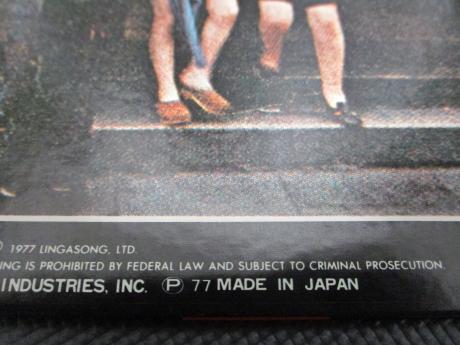 1977 LINGASONG, LTD.
ING IS PROHIBITED BY FEDERAL LAW AND SUBJECT TO CRIMINAL PROSECUTION.
INDUSTRIES, INC. Ⓟ 77 MADE IN JAPAN